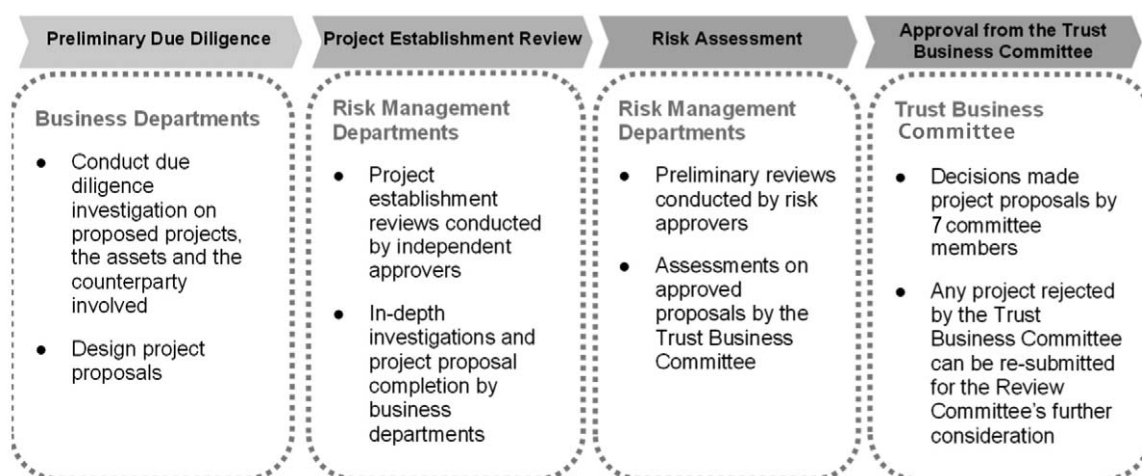 Preliminary Due Diligence
Project Establishment Review
Risk Assessment
Approval from the Trust
Business Committee
Business Departments
● Conduct due
diligence
investigation on
proposed projects,
the assets and the
counterparty
involved
● Design project
proposals
Risk Management
Departments
● Project
establishment
reviews conducted
by independent
approvers
● In-depth
investigations and
project proposal
completion by
business
departments
Risk Management
Departments
● Preliminary reviews
conducted by risk
approvers
● Assessments on
approved
proposals by the
Trust Business
Committee
Trust Business
Committee
● Decisions made
project proposals by
7 committee
members
● Any project rejected
by the Trust
Business Committee
can be re-submitted
for the Review
Committee's further
consideration